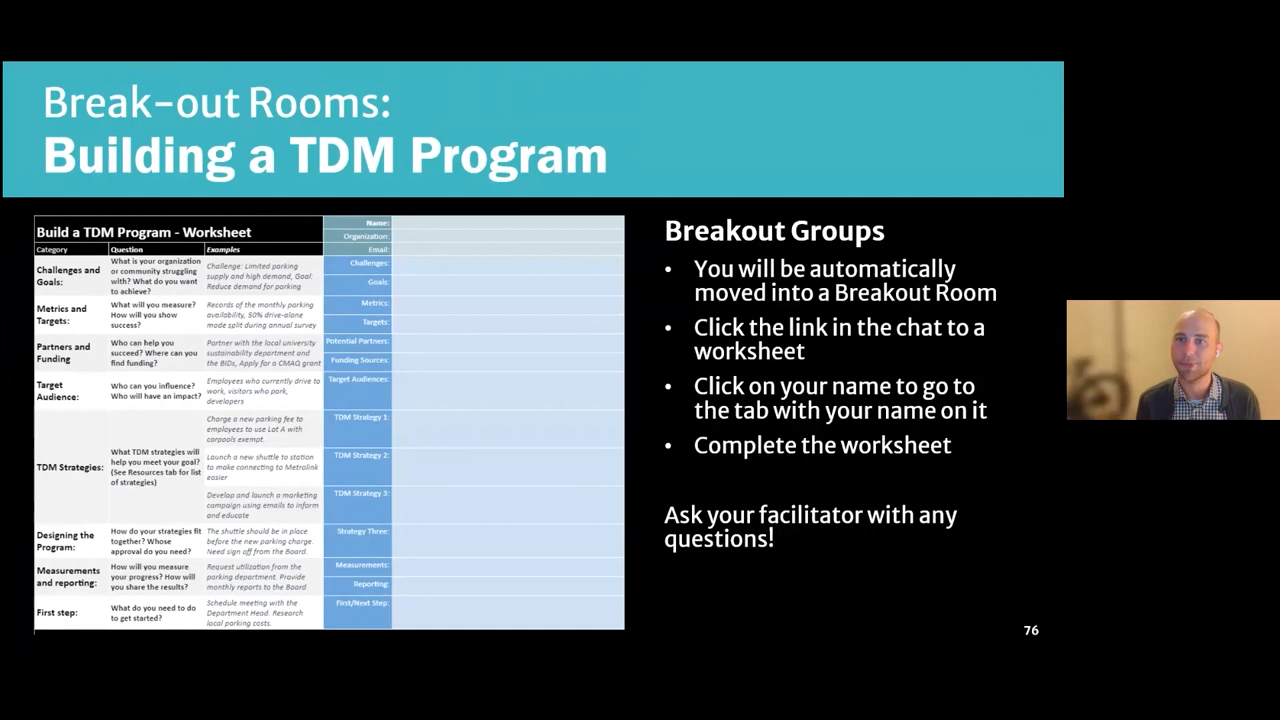 Break-out Rooms:
Building a TDM Program
Build a TDM Program - Worksheet
Name:
Organization:
Email:
Category
Question
Examples
Challenges and
Goals:
What is your organization
or community struggling
with? What do you want
to achieve?
Challenge: Limited parking
supply and high demand, Goal:
Reduce demand for parking
Challenges:
Goals:
Metrics and
Targets:
What will you measure?
How will you show
success?
Records of the monthly parking
availability, 50% drive-alone
mode split during annual survey
Metrics:
Targets:
Partners and
Funding
Who can help you
succeed? Where can you
find funding?
Partner with the local university
sustainability department and
the BIDs, Apply for a CMAQ grant
Potential Partners:
Funding Sources:
Target
Audience:
Who can you influence?
Who will have an impact?
Employees who currently drive to
work, visitors who park,
developers
Target Audiences:
TDM Strategies:
What TDM strategies will
help you meet your goal?
(See Resources tab for list
of strategies)
Charge a new parking fee to
employees to use Lot A with
carpools exempt.
TDM Strategy 1:
Launch a new shuttle to station
to make connecting to Metrolink
easier
TDM Strategy 2:
Develop and launch a marketing
campaign using emails to inform
and educate
TDM Strategy 3:
Designing the
Program:
How do your strategies fit
together? Whose
approval do you need?
The shuttle should be in place
before the new parking charge.
Need sign off from the Board.
Strategy Three:
Measurements
and reporting:
How will you measure
your progress? How will
you share the results?
Request utilization from the
parking department. Provide
monthly reports to the Board
Measurements:
Reporting:
First step:
What do you need to do
to get started?
Schedule meeting with the
Department Head. Research
local parking costs.
First/Next Step:
Breakout Groups
• You will be automatically
moved into a Breakout Room
• Click the link in the chat to a
worksheet
• Click on your name to go to
the tab with your name on it
• Complete the worksheet
Ask your facilitator with any
questions!
76